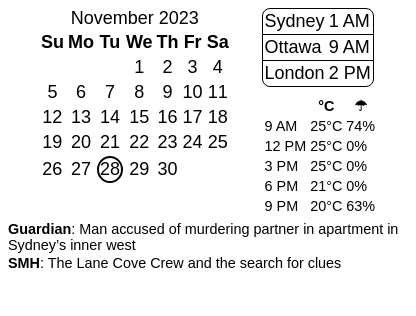 November 2023
Su Mo Tu We Th Fr Sa
1 2 3 4
5 6 7 8 9 10 11
12 13 14 15 16 17 18
19 20 21 22 23 24 25
26 27 28 29 30
Sydney 1 AM
Ottawa 9 AM
London 2 PM
°C ☂
9 AM 25°C 74%
12 PM 25°C 0%
3 PM 25°C 0%
6 PM 21°C 0%
9 PM 20°C 63%
Guardian: Man accused of murdering partner in apartment in
Sydney’s inner west
SMH: The Lane Cove Crew and the search for clues